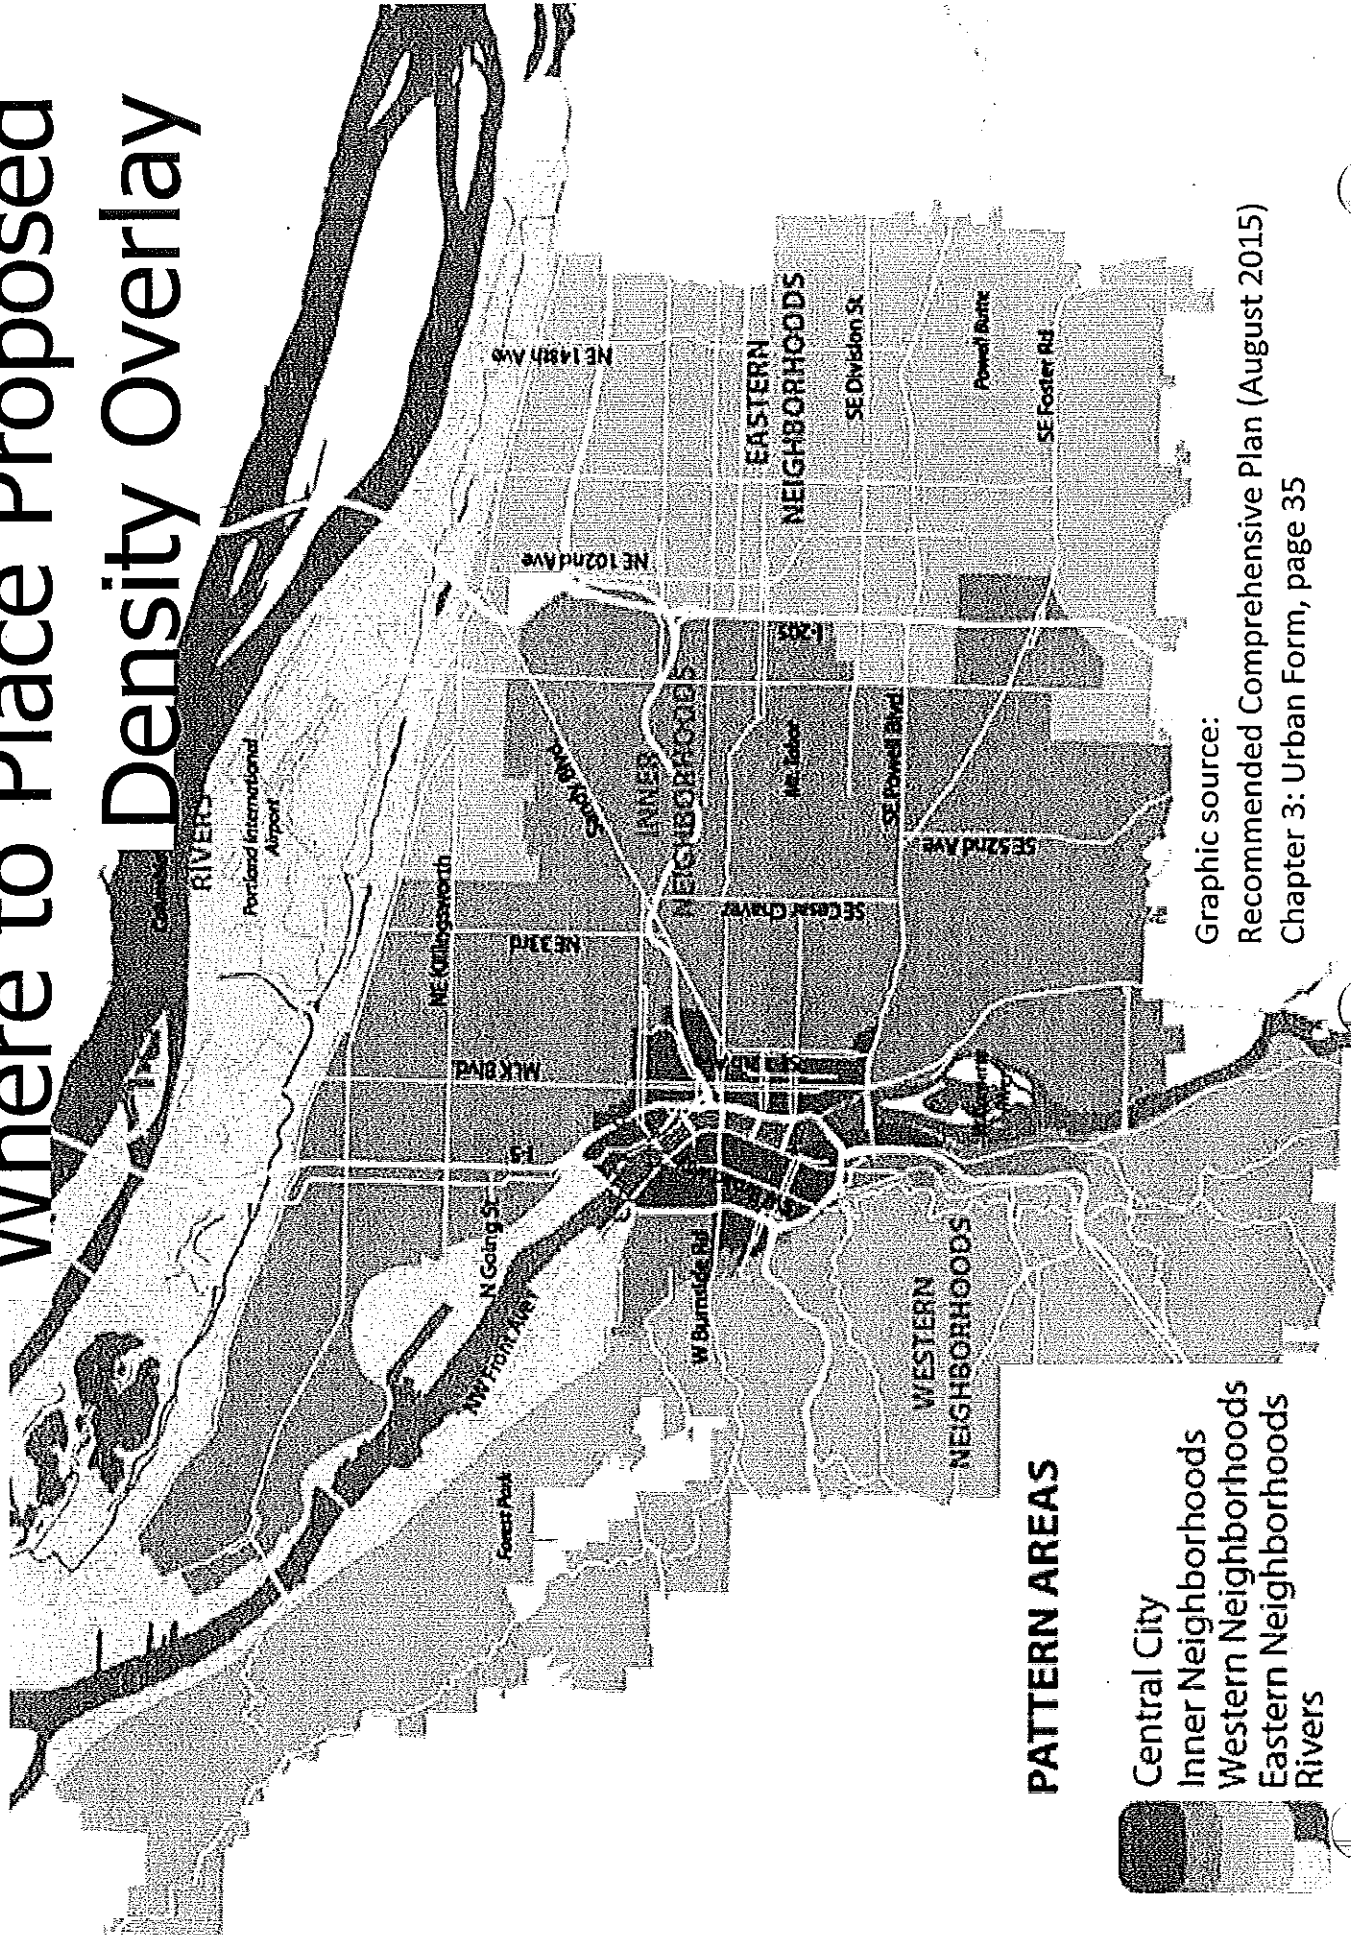 Where to Place Proposed
Density Overlay
Columbia
RIVERS
Portland International
Airport
NE Killingsworth
NE 33rd
MLK Blvd
I-5
N Going St
NW Front Ave
Forest Park
W Burnside Rd
Sandy Blvd
NE 148th Ave
NE 102nd Ave
I-205
INNER
NEIGHBORHOODS
EASTERN
NEIGHBORHOODS
SE Division St
Powell Butte
SE Foster Rd
Mt. Tabor
SE Powell Blvd
SE 52nd Ave
SE Cesar Chavez
WESTERN
NEIGHBORHOODS
PATTERN AREAS
Central City
Inner Neighborhoods
Western Neighborhoods
Eastern Neighborhoods
Rivers
Graphic source:
Recommended Comprehensive Plan (August 2015)
Chapter 3: Urban Form, page 35